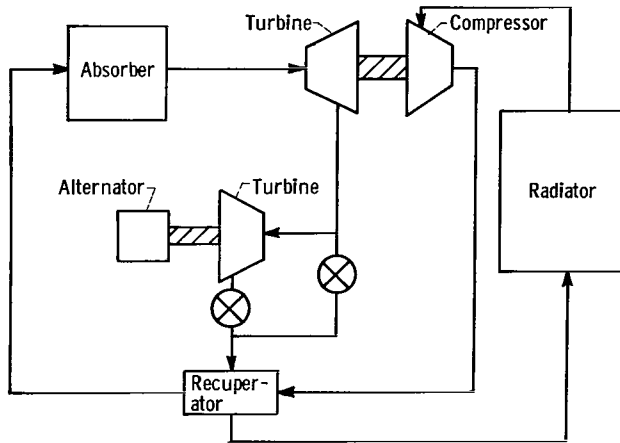 Turbine
Compressor
Absorber
Alternator
Turbine
Radiator
Recuper-
ator